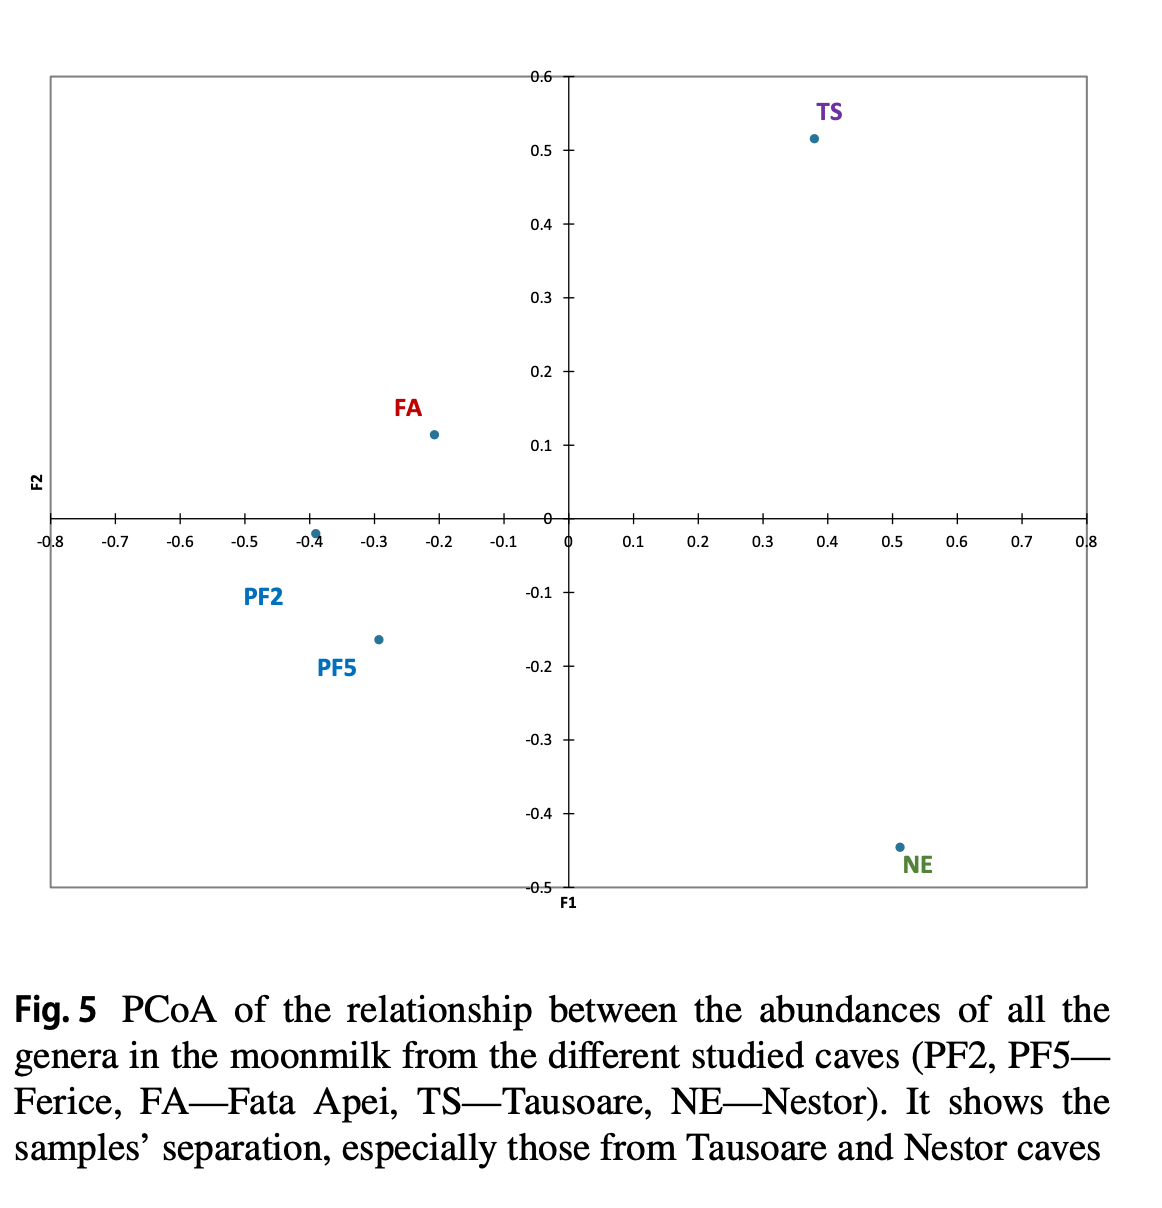 0.6
TS
0.5
0.4
0.3
0.2
FA
0.1
F2
0
-0.8 -0.7 -0.6 -0.5 -0.4 -0.3 -0.2 -0.1 0 0.1 0.2 0.3 0.4 0.5 0.6 0.7 0.8
-0.1
PF2
PF5
-0.2
-0.3
-0.4
NE
-0.5
F1
Fig. 5 PCoA of the relationship between the abundances of all the
genera in the moonmilk from the different studied caves (PF2, PF5—
Ferice, FA—Fata Apei, TS—Tausoare, NE—Nestor). It shows the
samples’ separation, especially those from Tausoare and Nestor caves